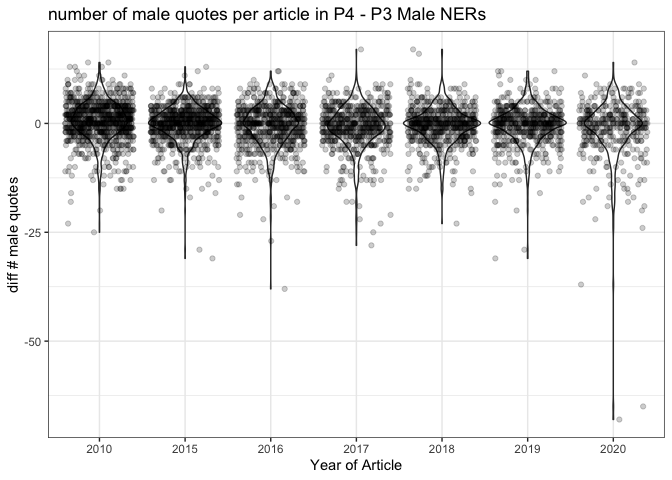 number of male quotes per article in P4 - P3 Male NERs
diff # male quotes
0
-25
-50
2010 2015 2016 2017 2018 2019 2020
Year of Article